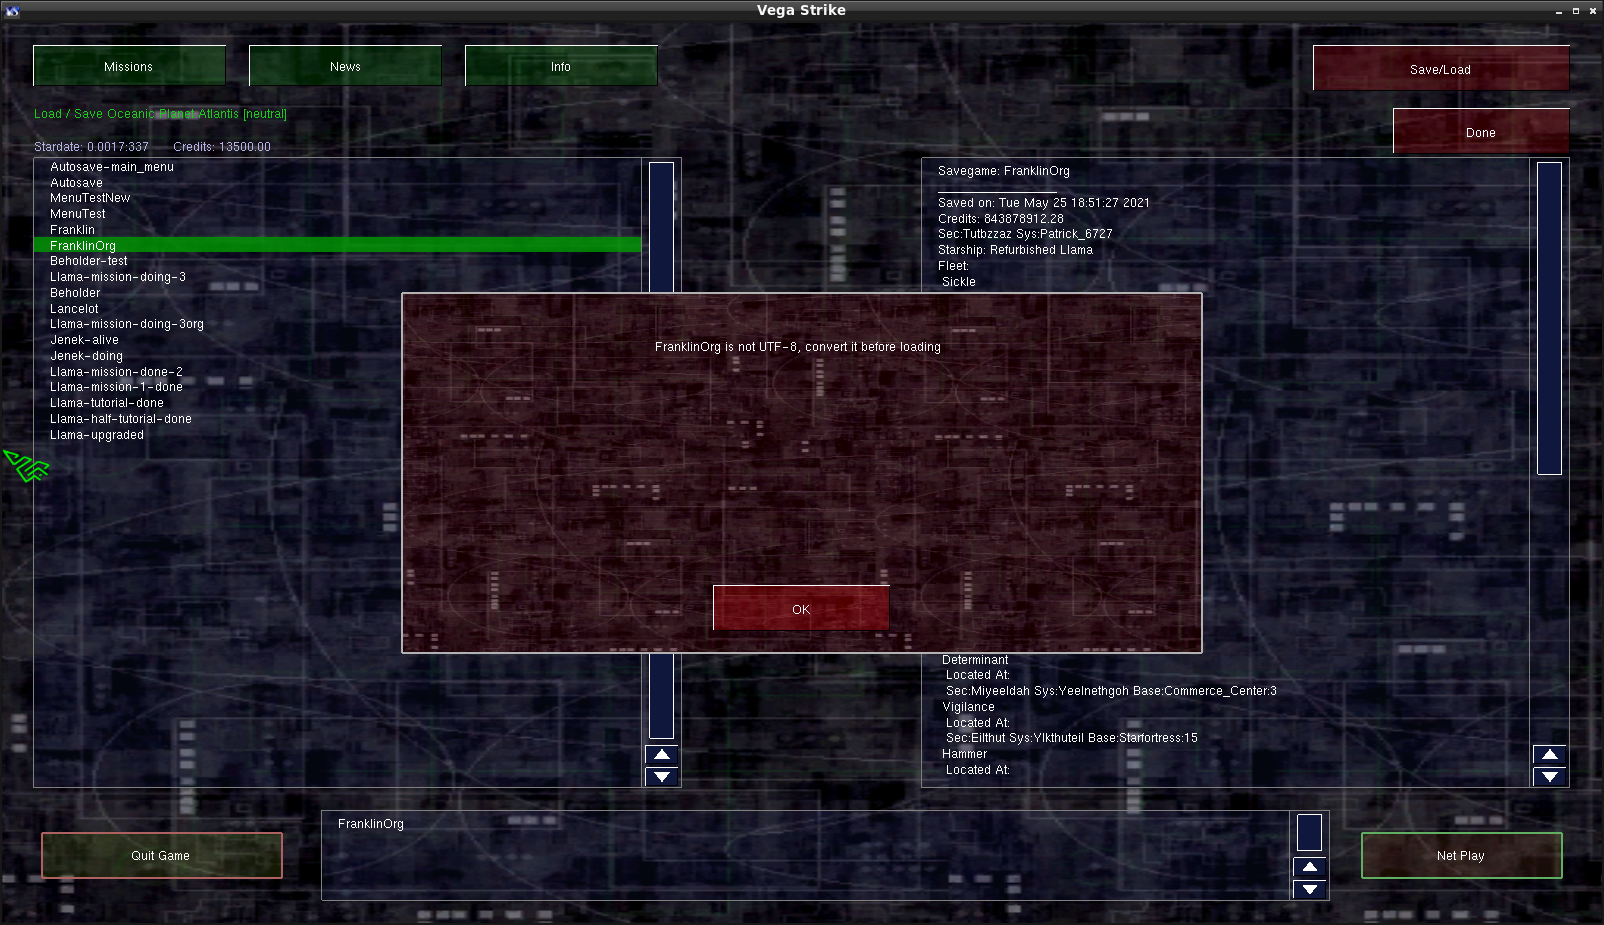 Vega Strike
Missions
News
Info
Save/Load
Load / Save Oceanic Planet Atlantis [neutral]
Done
Stardate: 0.0017:337 Credits: 13500.00
Autosave-main_menu
Autosave
MenuTestNew
MenuTest
Franklin
FranklinOrg
Beholder-test
Llama-mission-doing-3
Beholder
Lancelot
Llama-mission-doing-3org
Jenek-alive
Jenek-doing
Llama-mission-done-2
Llama-mission-1-done
Llama-tutorial-done
Llama-half-tutorial-done
Llama-upgraded
Savegame: FranklinOrg
Saved on: Tue May 25 18:51:27 2021
Credits: 843878912.28
Sec:Tutbzzaz Sys:Patrick_6727
Starship: Refurbished Llama
Fleet:
Sickle
FranklinOrg is not UTF-8, convert it before loading
OK
Determinant
Located At:
Sec:Miyeeldah Sys:Yeelnethgoh Base:Commerce_Center:3
Vigilance
Located At:
Sec:Eilthut Sys:Ylkthuteil Base:Starfortress:15
Hammer
Located At:
Quit Game
FranklinOrg
Net Play